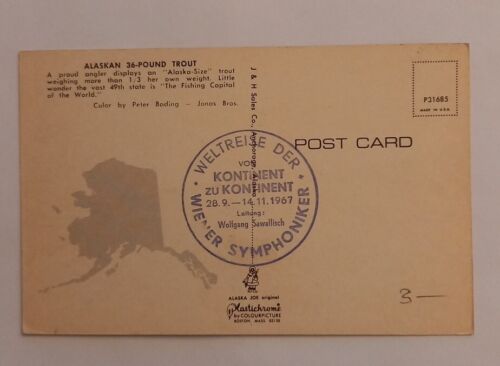 ALASKAN 36-POUND TROUT
A proud angler displays an "Alaska-Size" trout
weighing more than 1/3 her own weight. Little
wonder the vast 49th state is "The Fishing Capital
of the World."
Color by Peter Boding — Jonas Bros.
J & H Sales Co., Anchorage, Alaska
P31685
MADE IN U.S.A.
POST CARD
WELTREISE DER
VON
KONTINENT
ZU KONTINENT
28.9. — 14.11.1967
Leitung:
Wolfgang Sawallisch
WIENER SYMPHONIKER
ALASKA JOE original
Plastichrome
by COLOURPICTURE
BOSTON, MASS. 02130
3 —